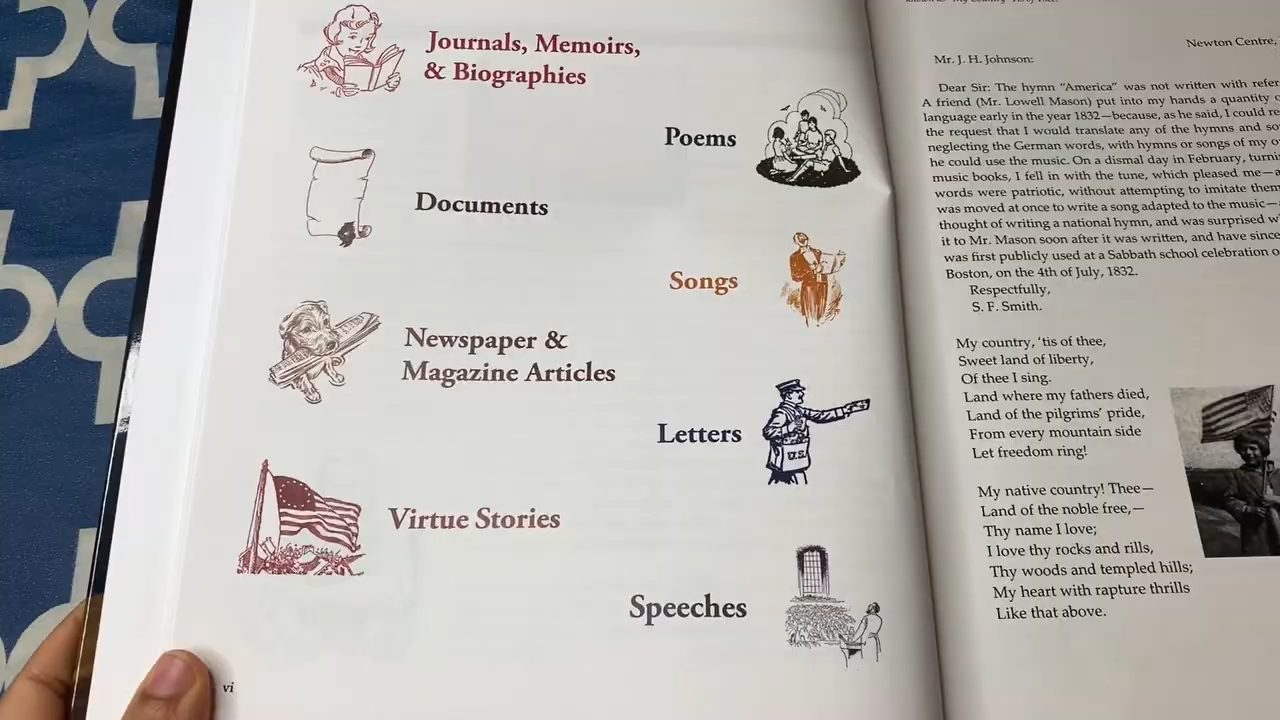 Journals, Memoirs,
& Biographies
Poems
Documents
Songs
Newspaper &
Magazine Articles
Letters
U.S.
Virtue Stories
Speeches
vi
Newton Centre,
Mr. J. H. Johnson:
Dear Sir: The hymn “America” was not written with refer
A friend (Mr. Lowell Mason) put into my hands a quantity
language early in the year 1832—because, as he said, I could re
the request that I would translate any of the hymns and so
neglecting the German words, with hymns or songs of my o
he could use the music. On a dismal day in February, turni
music books, I fell in with the tune, which pleased me—a
words were patriotic, without attempting to imitate them
was moved at once to write a song adapted to the music—
thought of writing a national hymn, and was surprised w
it to Mr. Mason soon after it was written, and have since
was first publicly used at a Sabbath school celebration o
Boston, on the 4th of July, 1832.
Respectfully,
S. F. Smith.
My country, ’tis of thee,
Sweet land of liberty,
Of thee I sing.
Land where my fathers died,
Land of the pilgrims’ pride,
From every mountain side
Let freedom ring!
My native country! Thee—
Land of the noble free,—
Thy name I love;
I love thy rocks and rills,
Thy woods and templed hills;
My heart with rapture thrills
Like that above.